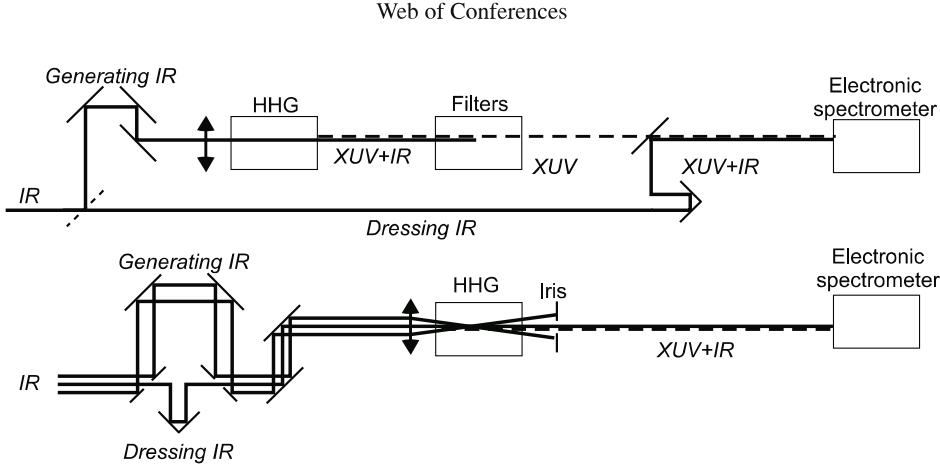 Web of Conferences
Generating IR
HHG
Filters
Electronic
spectrometer
XUV+IR
XUV
XUV+IR
IR
Dressing IR
Generating IR
HHG
Iris
Electronic
spectrometer
XUV+IR
IR
Dressing IR